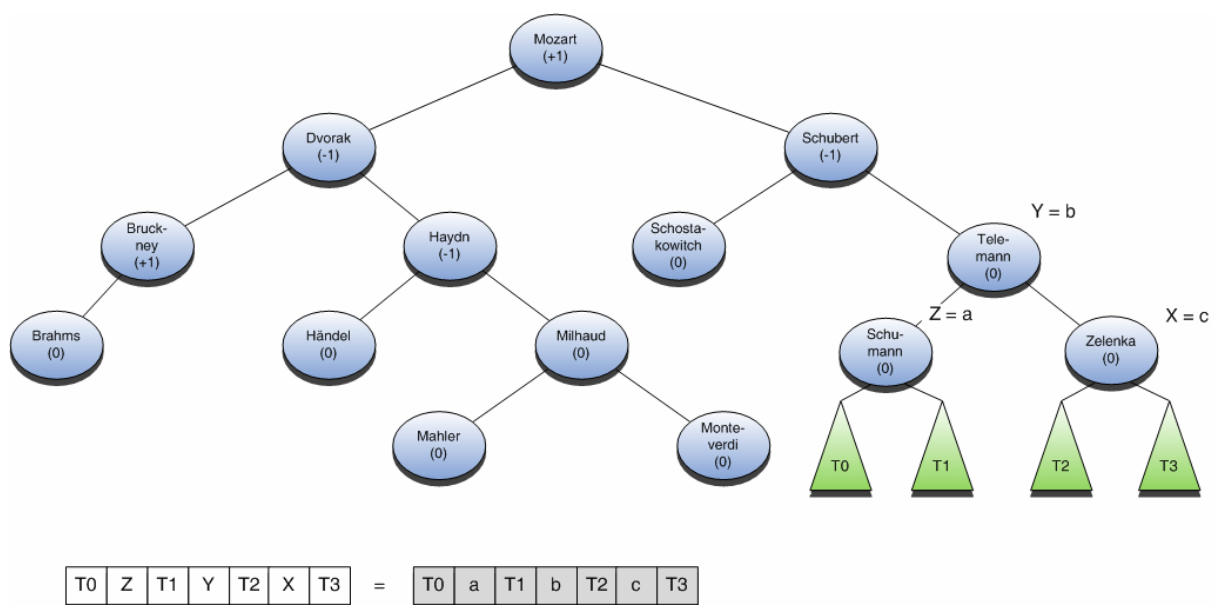 Mozart
(+1)
Dvorak
(-1)
Schubert
(-1)
Bruck-
ney
(+1)
Haydn
(-1)
Schosta-
kowitch
(0)
Y = b
Tele-
mann
(0)
Brahms
(0)
Händel
(0)
Milhaud
(0)
Z = a
Schu-
mann
(0)
X = c
Zelenka
(0)
Mahler
(0)
Monte-
verdi
(0)
T0
T1
T2
T3
T0 Z T1 Y T2 X T3 = T0 a T1 b T2 c T3